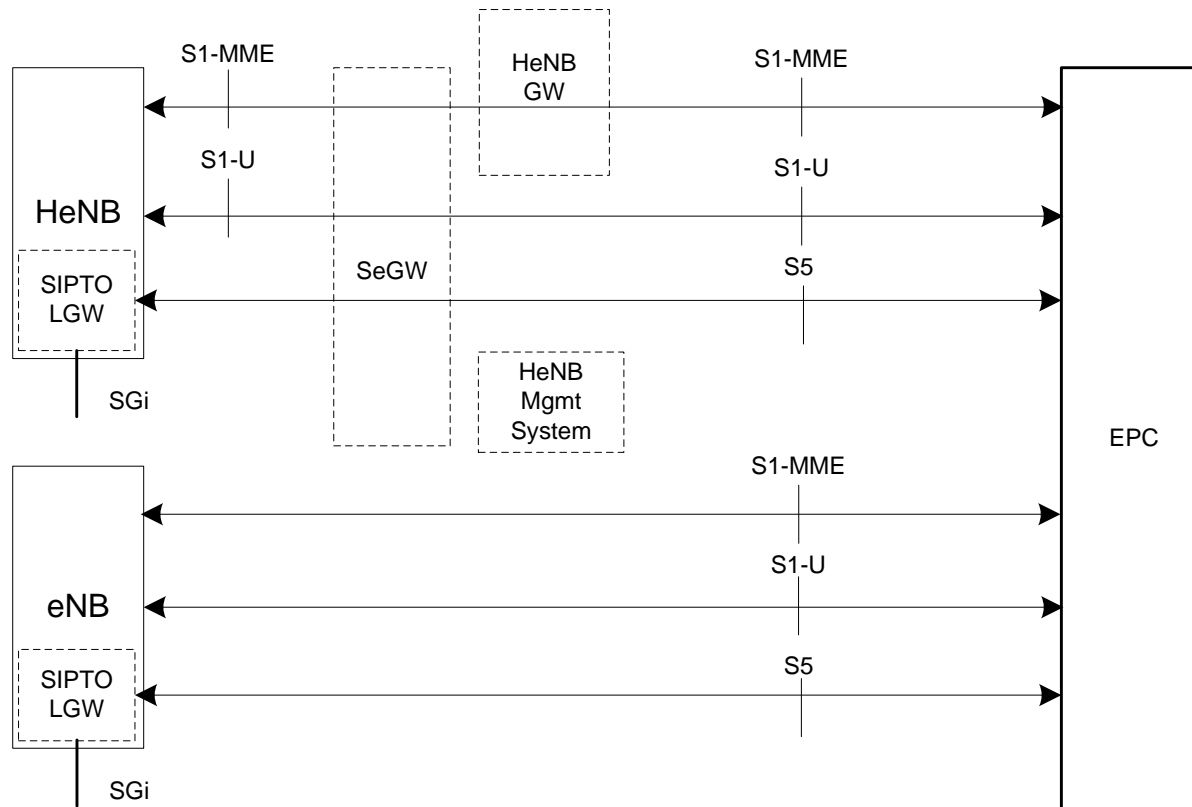 S1-MME
HeNB
GW
S1-MME
S1-U
S1-U
HeNB
SeGW
S5
SIPTO
LGW
SGi
HeNB
Mgmt
System
EPC
S1-MME
S1-U
eNB
S5
SIPTO
LGW
SGi